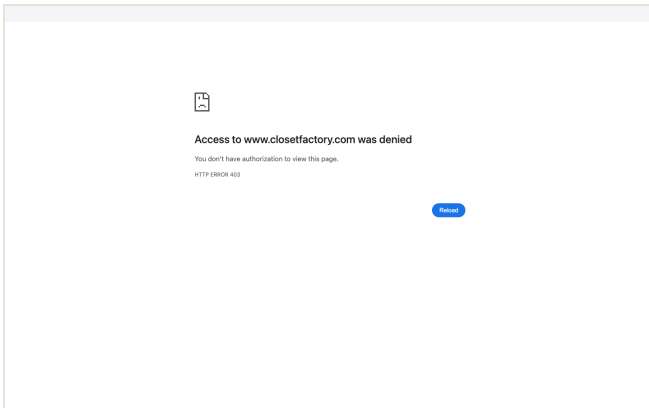 Access to www.closetfactory.com was denied
You don't have authorization to view this page.
HTTP ERROR 403
Reload